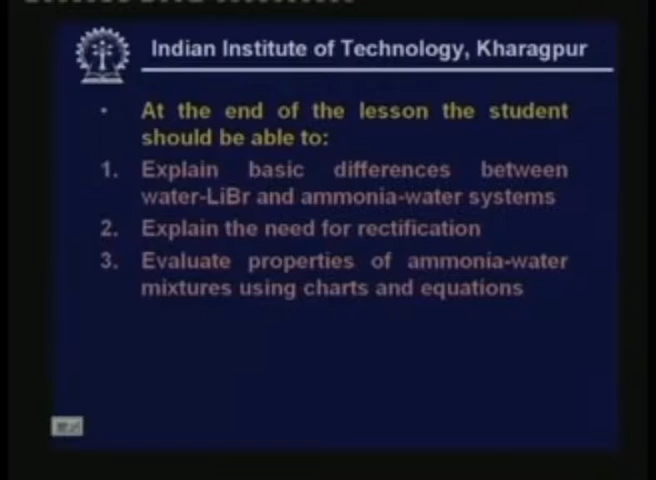 Indian Institute of Technology, Kharagpur
• At the end of the lesson the student
should be able to:
1. Explain basic differences between
water-LiBr and ammonia-water systems
2. Explain the need for rectification
3. Evaluate properties of ammonia-water
mixtures using charts and equations